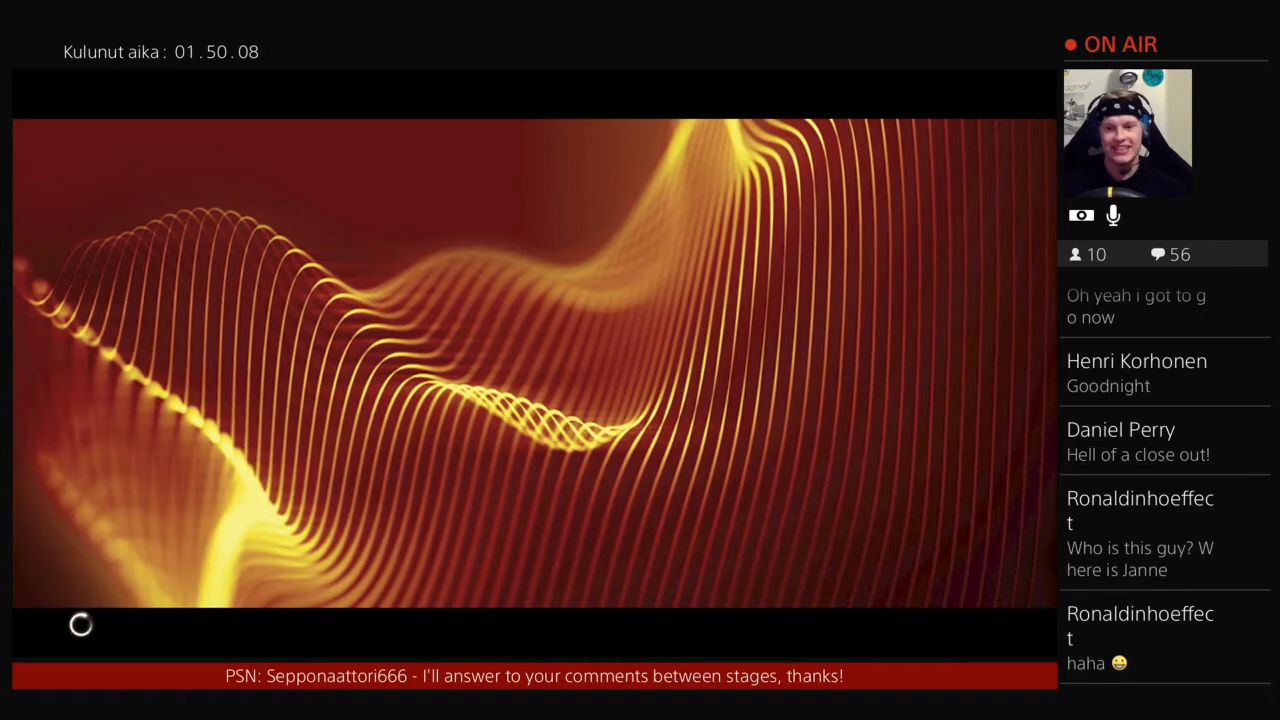 Kulunut aika : 01.50.08
ON AIR
10 56
Oh yeah i got to g
o now
Henri Korhonen
Goodnight
Daniel Perry
Hell of a close out!
Ronaldinhoeffec
t
Who is this guy? W
here is Janne
Ronaldinhoeffec
t
haha 😀
PSN: Sepponaattori666 - I'll answer to your comments between stages, thanks!